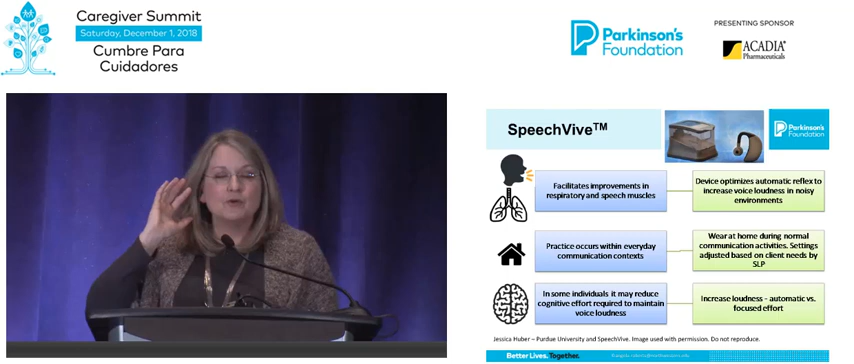 Caregiver Summit
Saturday, December 1, 2018
Cumbre Para
Cuidadores
Parkinson's
Foundation
PRESENTING SPONSOR
ACADIA®
Pharmaceuticals
SpeechVive™
Parkinson's
Foundation
Facilitates improvements in
respiratory and speech muscles
Device optimizes automatic reflex to
increase voice loudness in noisy
environments
Practice occurs within everyday
communication contexts
Wear at home during normal
communication activities. Settings
adjusted based on client needs by
SLP
In some individuals it may reduce
cognitive effort required to maintain
voice loudness
Increase loudness - automatic vs.
focused effort
Jessica Huber – Purdue University and SpeechVive. Image used with permission. Do not reproduce.
Better Lives. Together.